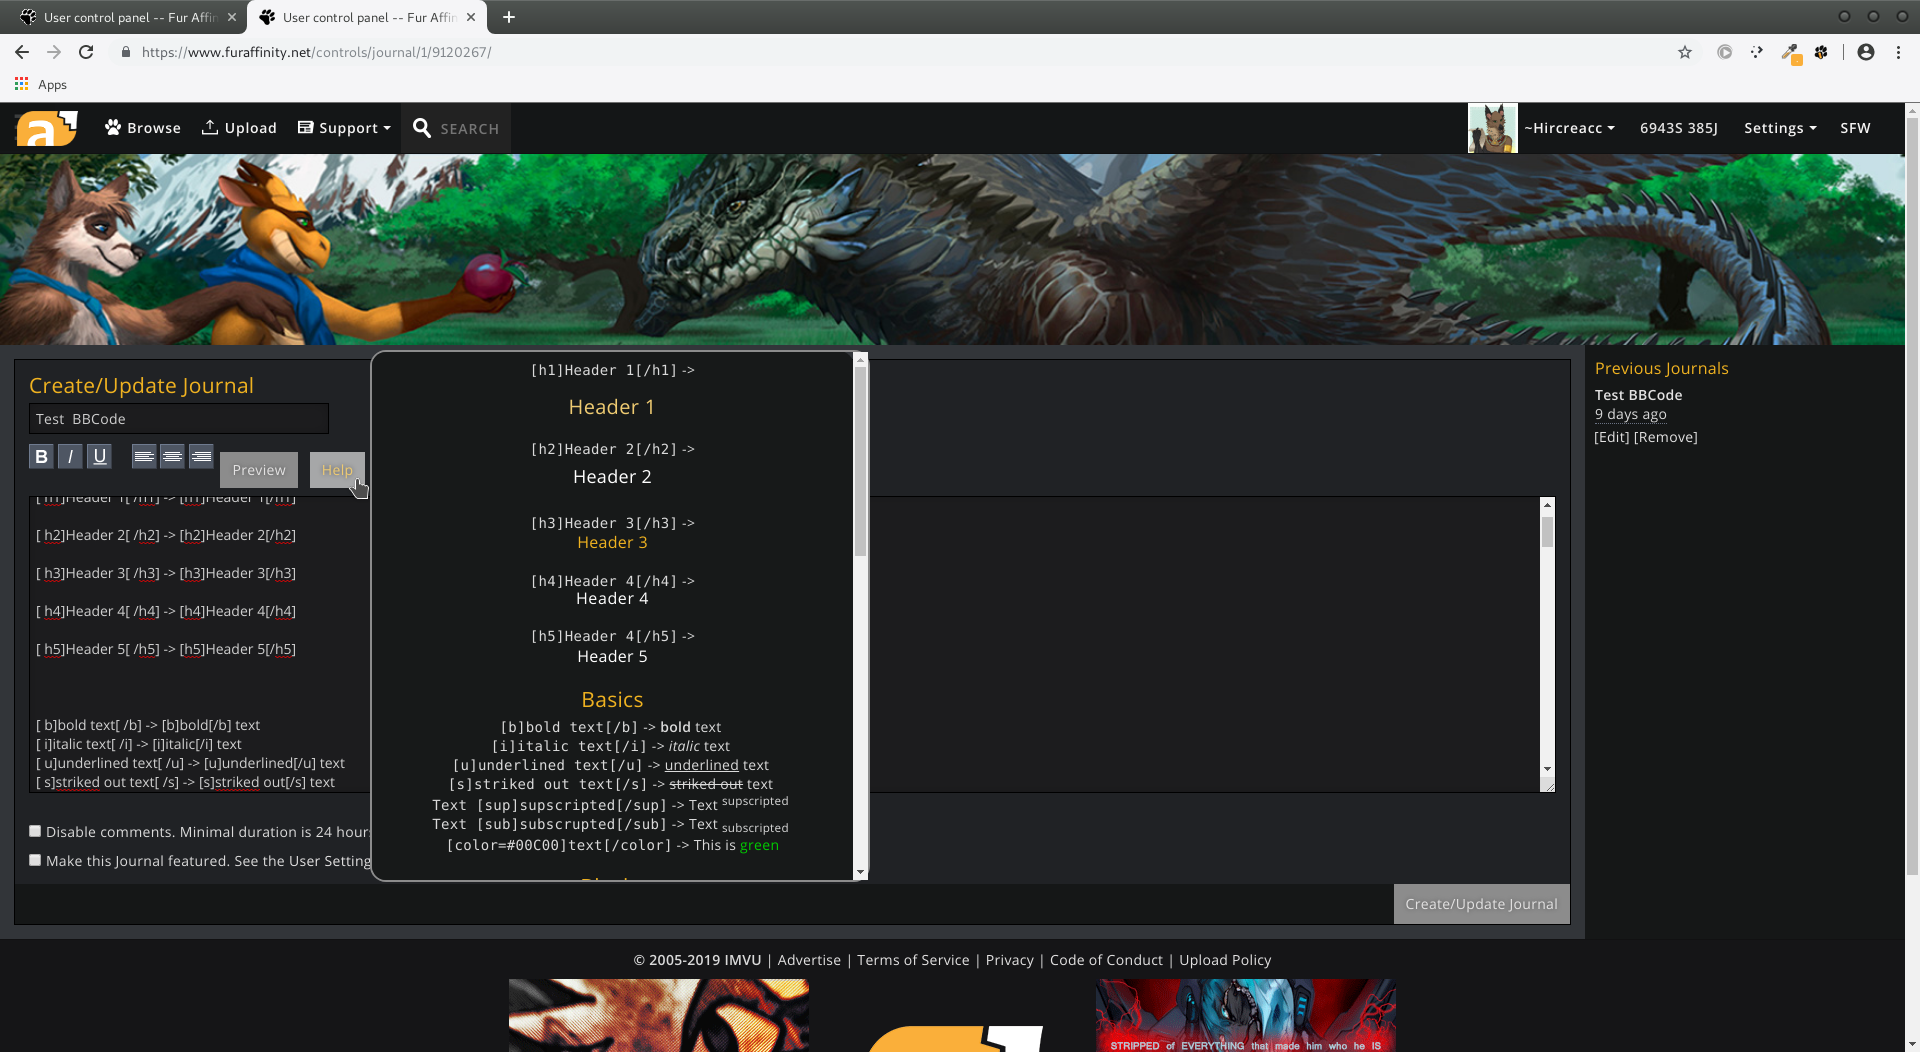 User control panel -- Fur Affin
User control panel -- Fur Affin
https://www.furaffinity.net/controls/journal/1/9120267/
Apps
Browse Upload Support SEARCH ~Hircreacc 6943S 385J Settings SFW
Create/Update Journal
Test BBCode
B I U Preview Help
[ h1]Header 1[ /h1] -> [h1]Header 1[/h1]
[ h2]Header 2[ /h2] -> [h2]Header 2[/h2]
[ h3]Header 3[ /h3] -> [h3]Header 3[/h3]
[ h4]Header 4[ /h4] -> [h4]Header 4[/h4]
[ h5]Header 5[ /h5] -> [h5]Header 5[/h5]
[ b]bold text[ /b] -> [b]bold[/b] text
[ i]italic text[ /i] -> [i]italic[/i] text
[ u]underlined text[ /u] -> [u]underlined[/u] text
[ s]striked out text[ /s] -> [s]striked out[/s] text
Disable comments. Minimal duration is 24 hour
Make this Journal featured. See the User Setting
[h1]Header 1[/h1] ->
Header 1
[h2]Header 2[/h2] ->
Header 2
[h3]Header 3[/h3] ->
Header 3
[h4]Header 4[/h4] ->
Header 4
[h5]Header 4[/h5] ->
Header 5
Basics
[b]bold text[/b] -> bold text
[i]italic text[/i] -> italic text
[u]underlined text[/u] -> underlined text
[s]striked out text[/s] -> striked out text
Text [sup]supscripted[/sup] -> Text supscripted
Text [sub]subscrupted[/sub] -> Text subscripted
[color=#00C00]text[/color] -> This is green
Create/Update Journal
Previous Journals
Test BBCode
9 days ago
[Edit] [Remove]
© 2005-2019 IMVU | Advertise | Terms of Service | Privacy | Code of Conduct | Upload Policy
STRIPPED of EVERYTHING that made him who he IS